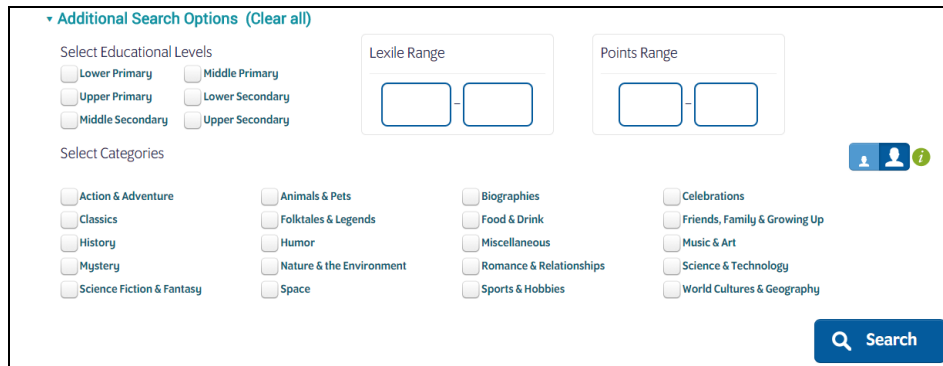 Additional Search Options (Clear all)
Select Educational Levels
Lower Primary Middle Primary
Upper Primary Lower Secondary
Middle Secondary Upper Secondary
Lexile Range
-
Points Range
-
Select Categories
i
Action & Adventure Animals & Pets Biographies Celebrations
Classics Folktales & Legends Food & Drink Friends, Family & Growing Up
History Humor Miscellaneous Music & Art
Mystery Nature & the Environment Romance & Relationships Science & Technology
Science Fiction & Fantasy Space Sports & Hobbies World Cultures & Geography
Search